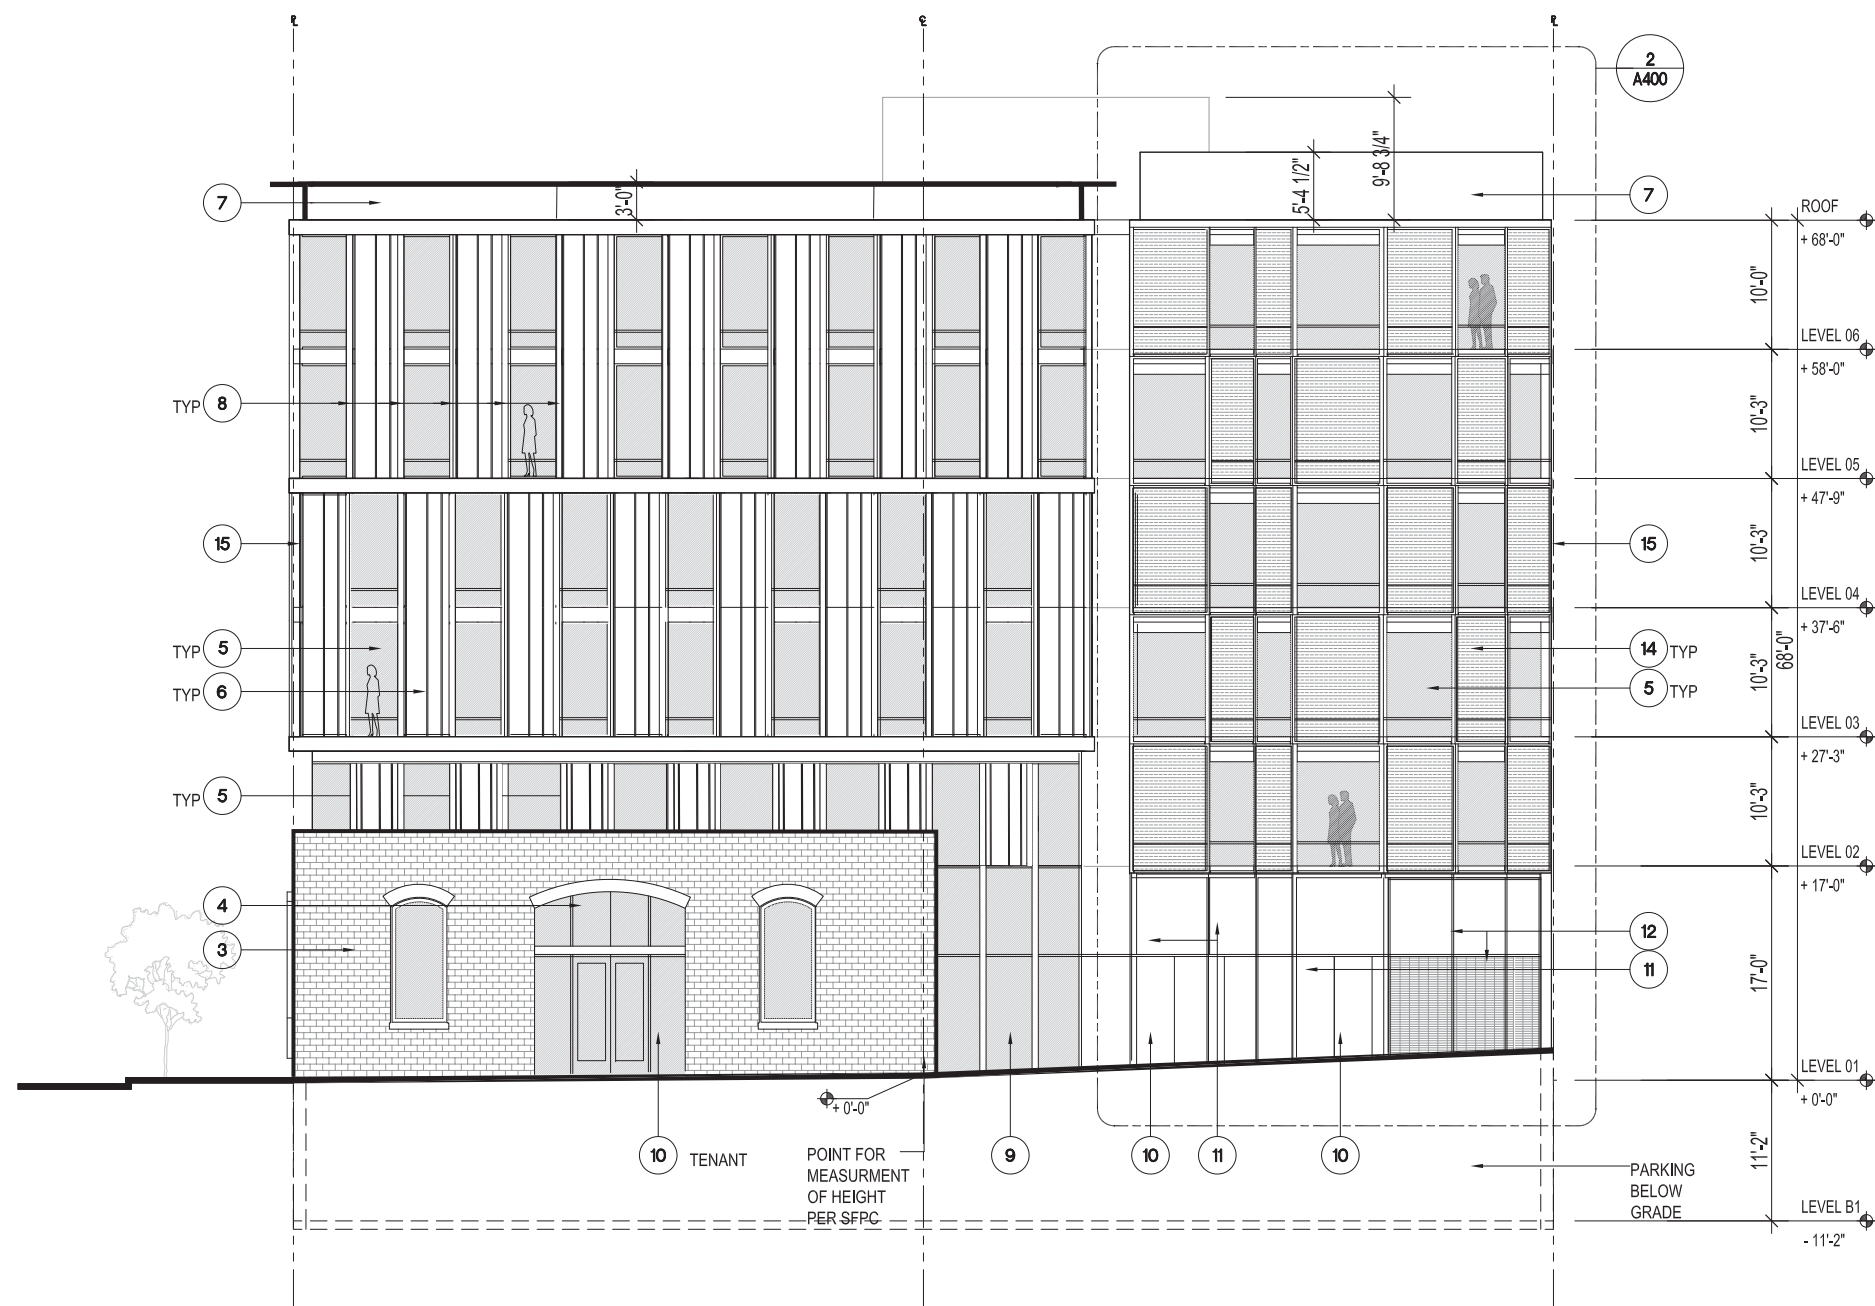 PL
CL
PL
2
A400
9'-8 3/4"
5'-4 1/2"
3'-0"
7
7
ROOF
+ 68'-0"
10'-0"
LEVEL 06
+ 58'-0"
TYP 8
10'-3"
LEVEL 05
+ 47'-9"
15
15
10'-3"
LEVEL 04
+ 37'-6"
TYP 5
14 TYP
68'-0"
10'-3"
TYP 6
5 TYP
LEVEL 03
+ 27'-3"
TYP 5
10'-3"
LEVEL 02
+ 17'-0"
4
3
12
11
17'-0"
LEVEL 01
+ 0'-0"
+ 0'-0"
10 TENANT
POINT FOR
MEASURMENT
OF HEIGHT
PER SFPC
9
10
11
10
11'-2"
PARKING
BELOW
GRADE
LEVEL B1
- 11'-2"